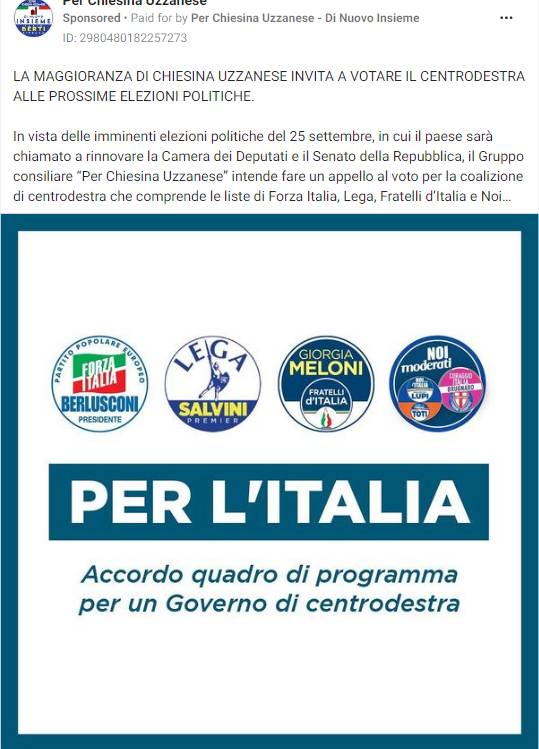 Per Chiesina Uzzanese
Sponsored • Paid for by Per Chiesina Uzzanese - Di Nuovo Insieme
ID: 2980480182257273
LA MAGGIORANZA DI CHIESINA UZZANESE INVITA A VOTARE IL CENTRODESTRA
ALLE PROSSIME ELEZIONI POLITICHE.
In vista delle imminenti elezioni politiche del 25 settembre, in cui il paese sarà
chiamato a rinnovare la Camera dei Deputati e il Senato della Repubblica, il Gruppo
consiliare “Per Chiesina Uzzanese” intende fare un appello al voto per la coalizione
di centrodestra che comprende le liste di Forza Italia, Lega, Fratelli d’Italia e Noi...
INSIEME
BERTI
PARTITO POPOLARE EUROPEO
FORZA
ITALIA
BERLUSCONI
PRESIDENTE
LEGA
SALVINI
PREMIER
GIORGIA
MELONI
FRATELLI
d'ITALIA
NOI
moderati
LUPI
TOTI
CORAGGIO
ITALIA
BRUGNARO
PER L'ITALIA
Accordo quadro di programma
per un Governo di centrodestra